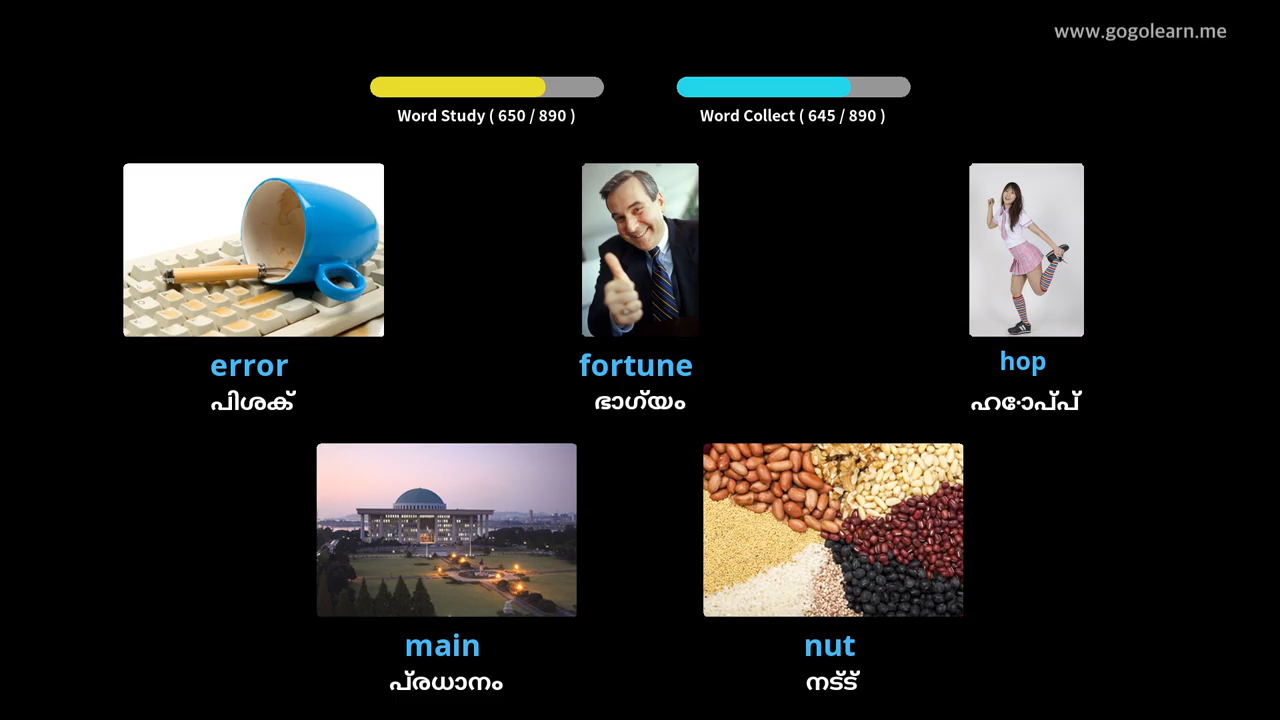 www.gogolearn.me
Word Study ( 650 / 890 )
Word Collect ( 645 / 890 )
error
പിശക്
fortune
ഭാഗ്യം
hop
ഹോപ്പ്
main
പ്രധാനം
nut
നട്ട്